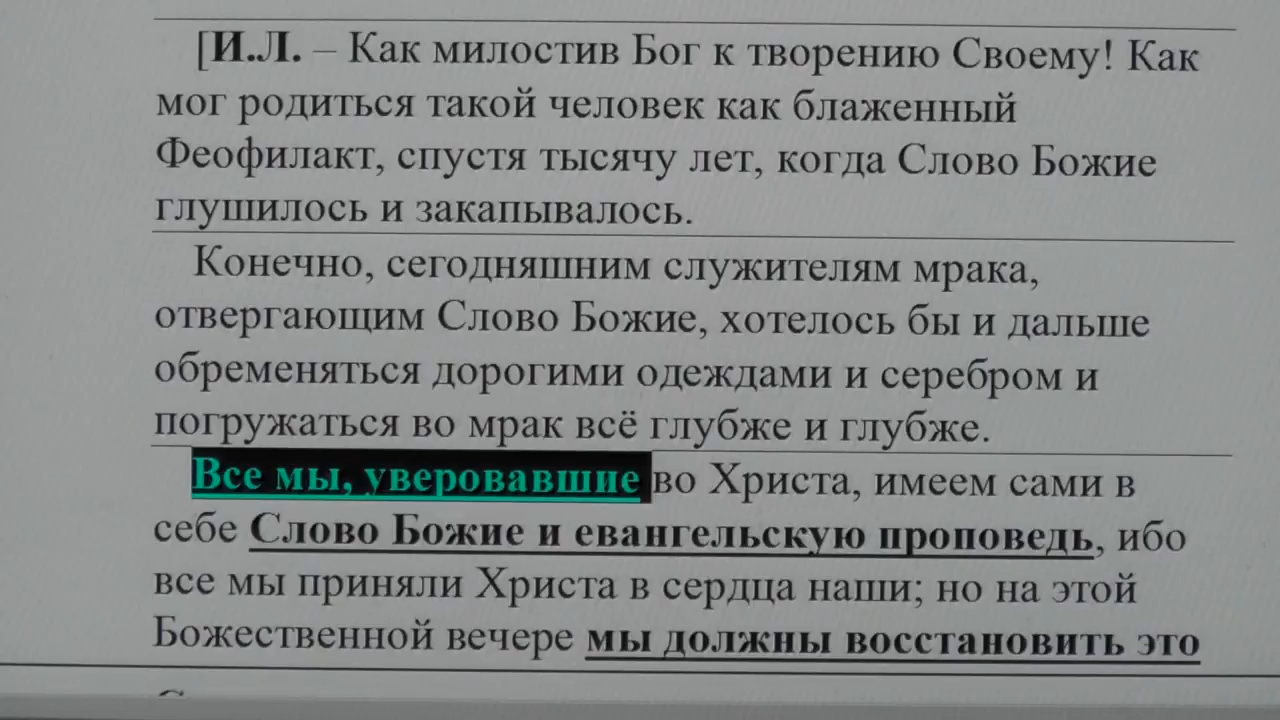 [И.Л. – Как милостив Бог к творению Своему! Как
мог родиться такой человек как блаженный
Феофилакт, спустя тысячу лет, когда Слово Божие
глушилось и закапывалось.
Конечно, сегодняшним служителям мрака,
отвергающим Слово Божие, хотелось бы и дальше
обременяться дорогими одеждами и серебром и
погружаться во мрак всё глубже и глубже.
Все мы, уверовавшие во Христа, имеем сами в
себе Слово Божие и евангельскую проповедь, ибо
все мы приняли Христа в сердца наши; но на этой
Божественной вечере мы должны восстановить это